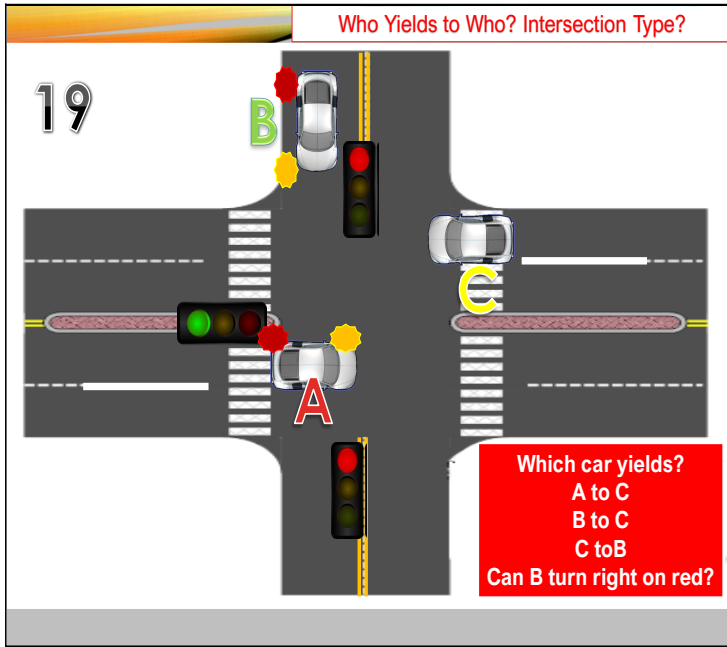 Who Yields to Who? Intersection Type?
19
B
C
A
Which car yields?
A to C
B to C
C toB
Can B turn right on red?